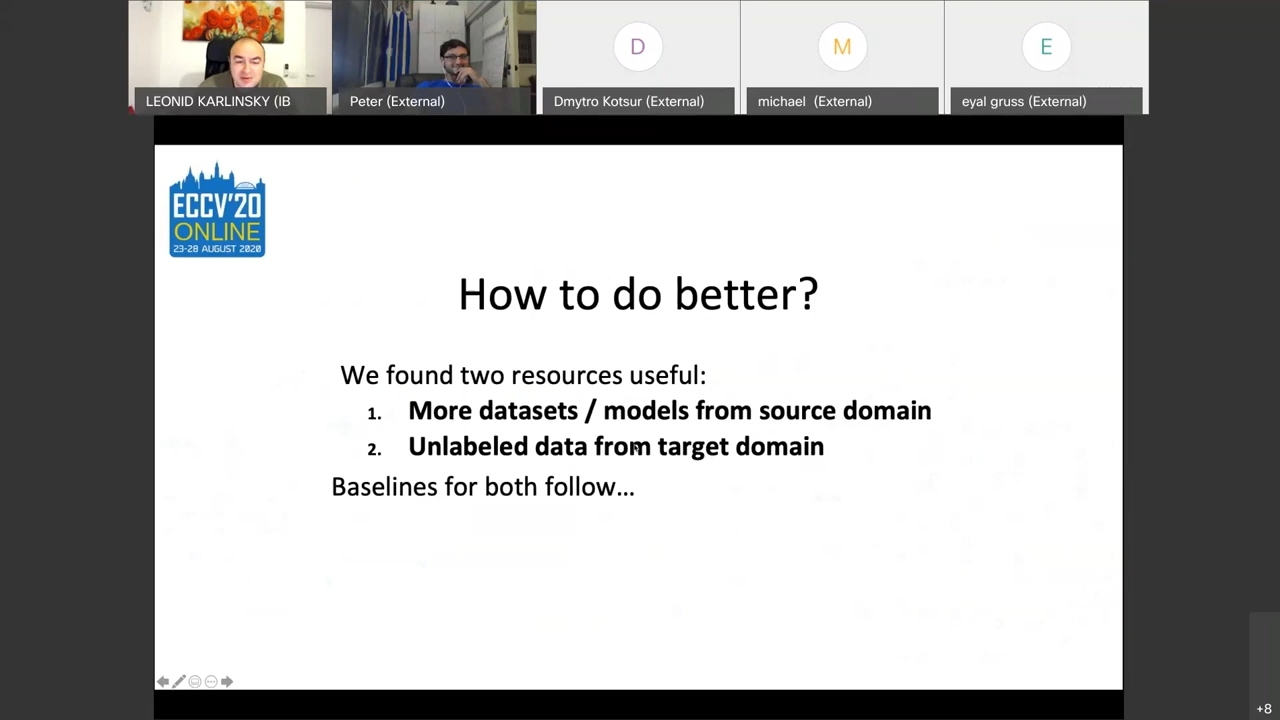 LEONID KARLINSKY (IB
Peter (External)
D
Dmytro Kotsur (External)
M
michael (External)
E
eyal gruss (External)
ECCV'20
ONLINE
23-28 AUGUST 2020
How to do better?
We found two resources useful:
1. More datasets / models from source domain
2. Unlabeled data from target domain
Baselines for both follow...
+8